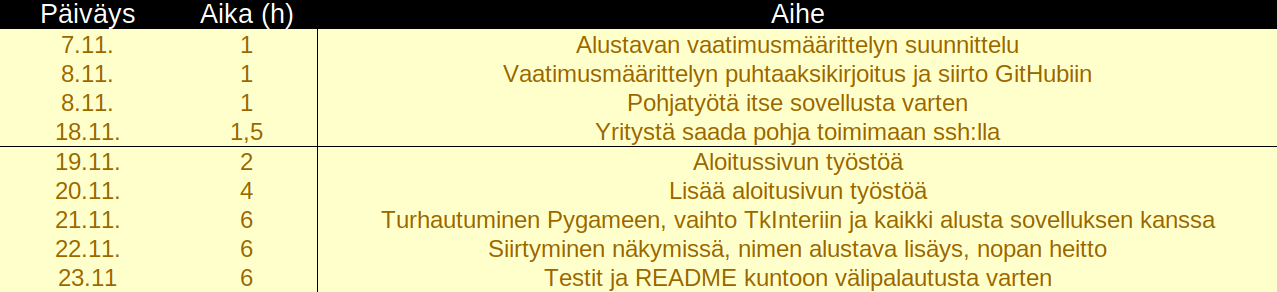 Päiväys Aika (h) Aihe
7.11. 1 Alustavan vaatimusmäärittelyn suunnittelu
8.11. 1 Vaatimusmäärittelyn puhtaaksikirjoitus ja siirto GitHubiin
8.11. 1 Pohjatyötä itse sovellusta varten
18.11. 1,5 Yritystä saada pohja toimimaan ssh:lla
19.11. 2 Aloitussivun työstöä
20.11. 4 Lisää aloitusivun työstöä
21.11. 6 Turhautuminen Pygameen, vaihto TkInteriin ja kaikki alusta sovelluksen kanssa
22.11. 6 Siirtyminen näkymissä, nimen alustava lisäys, nopan heitto
23.11 6 Testit ja README kuntoon välipalautusta varten